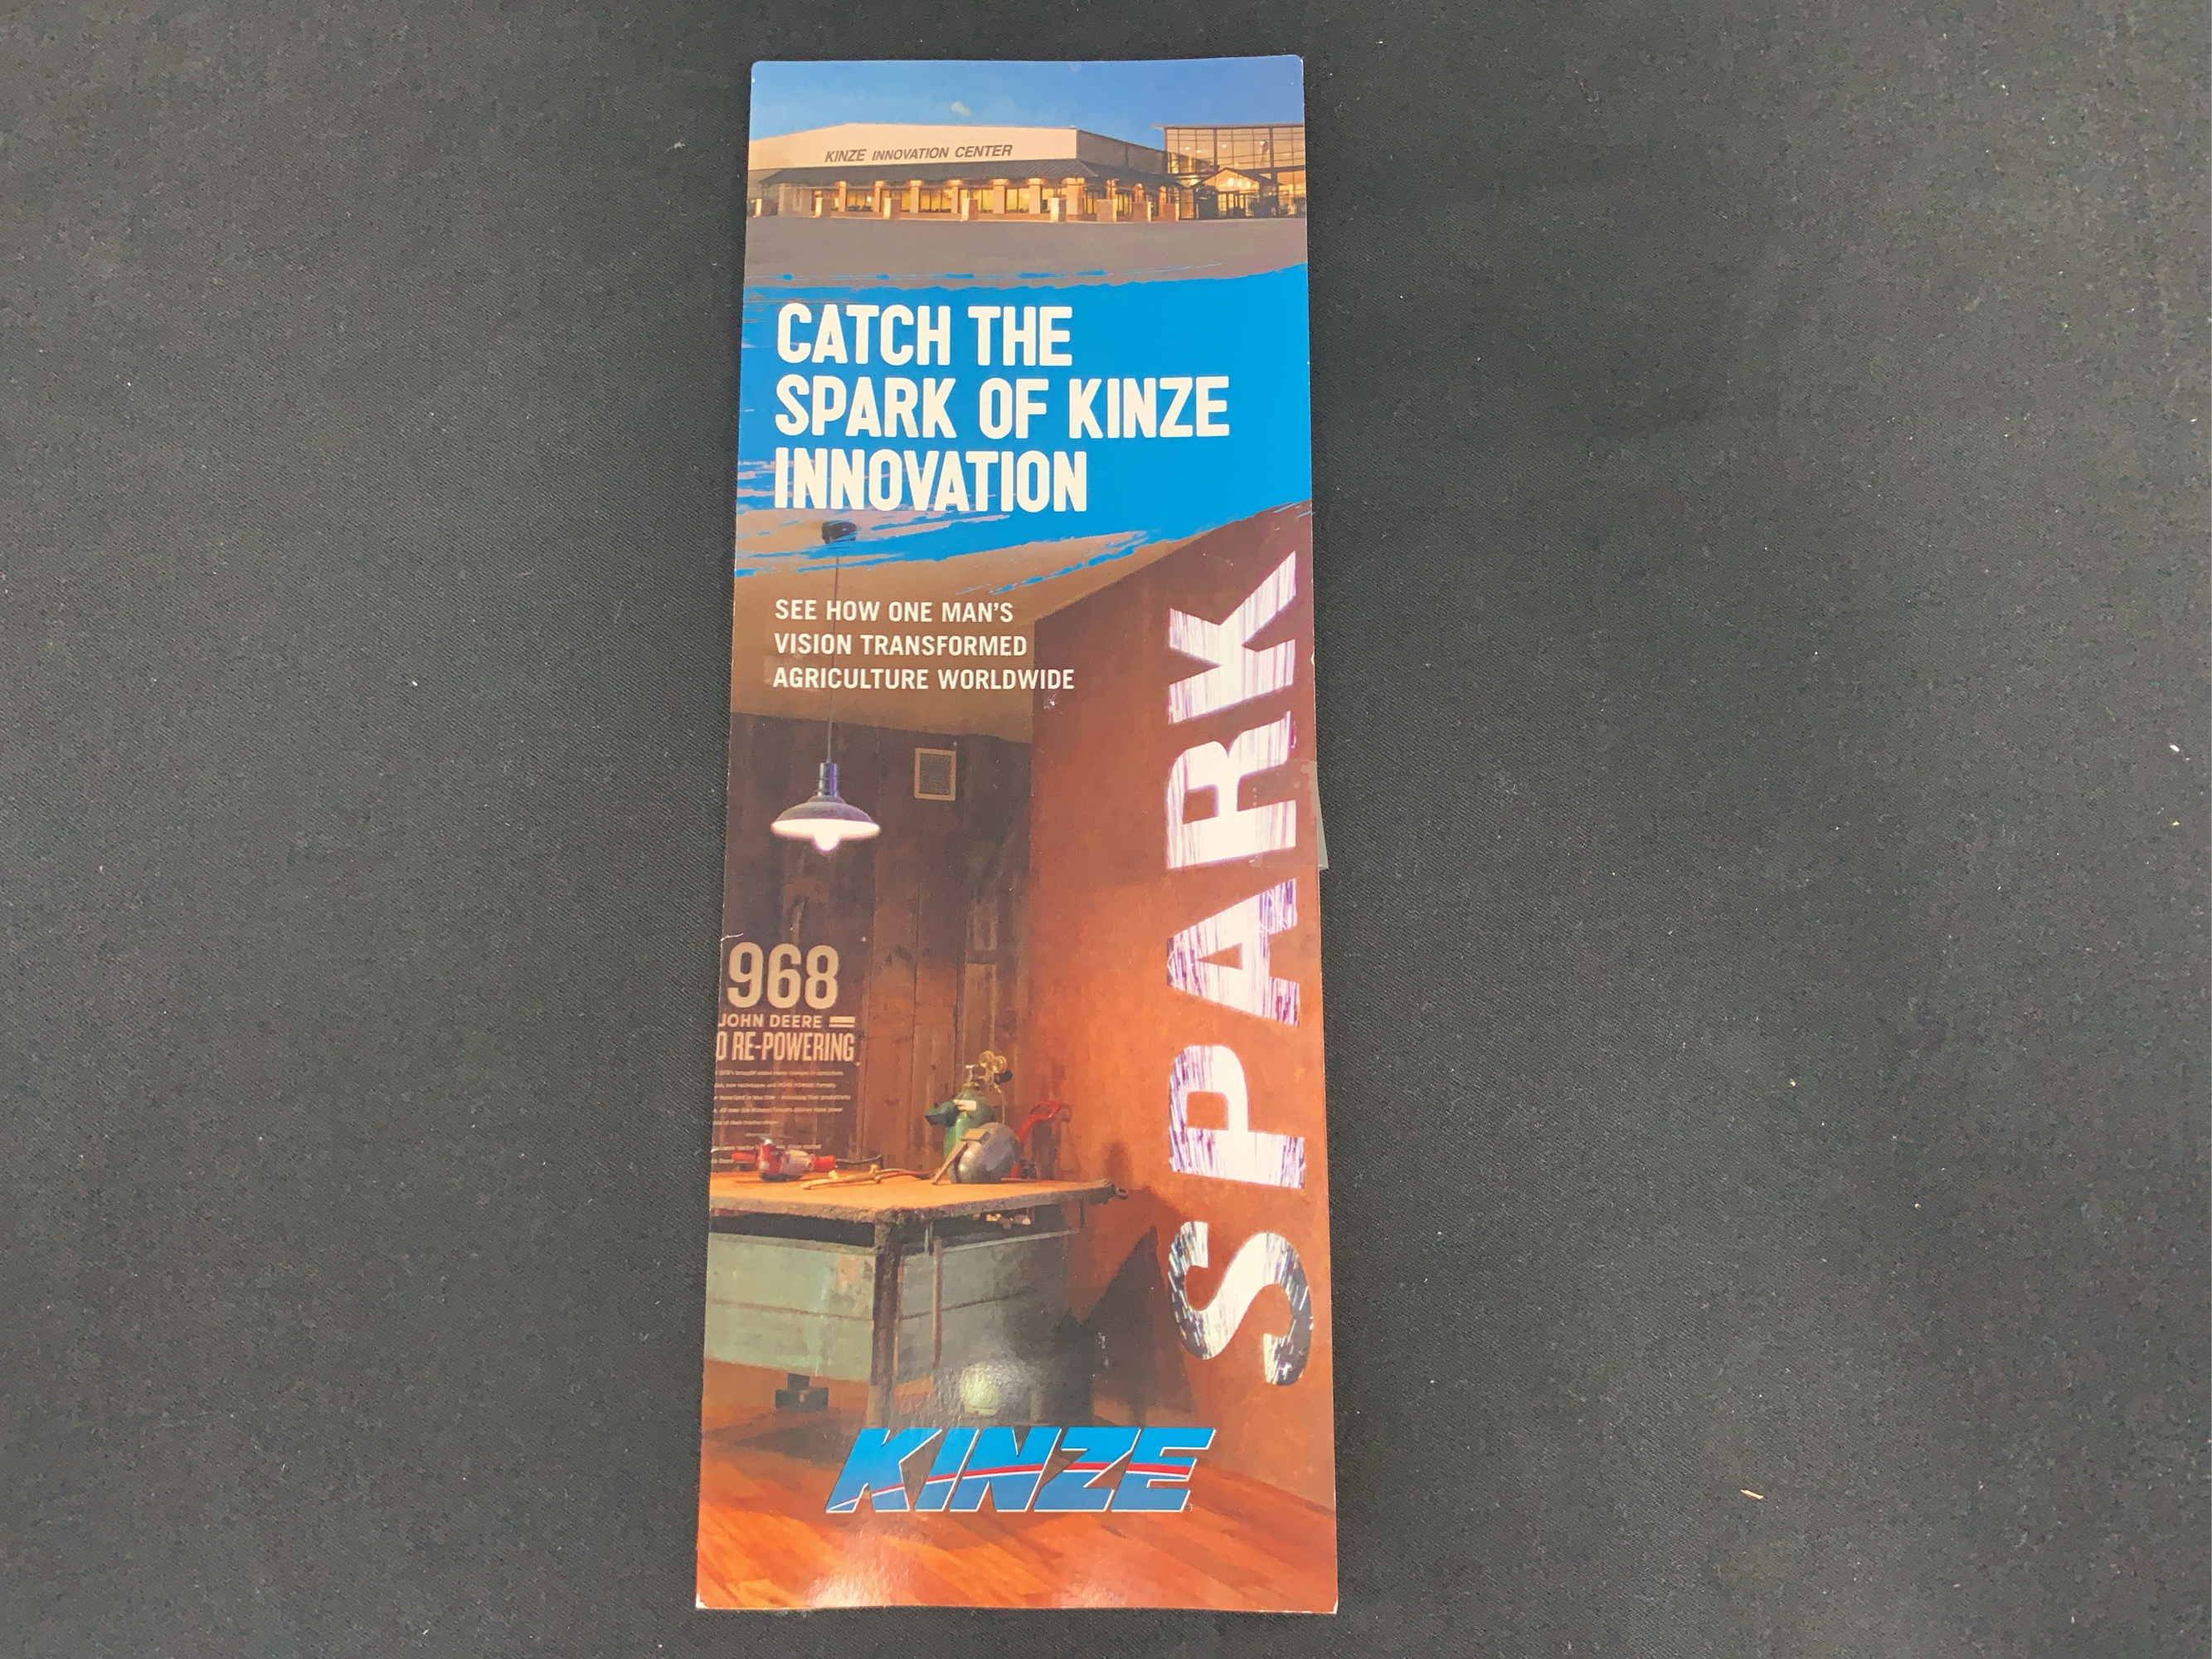 KINZE INNOVATION CENTER
CATCH THE
SPARK OF KINZE
INNOVATION
SEE HOW ONE MAN'S
VISION TRANSFORMED
AGRICULTURE WORLDWIDE
SPARK
968
JOHN DEERE
RE-POWERING
KINZE